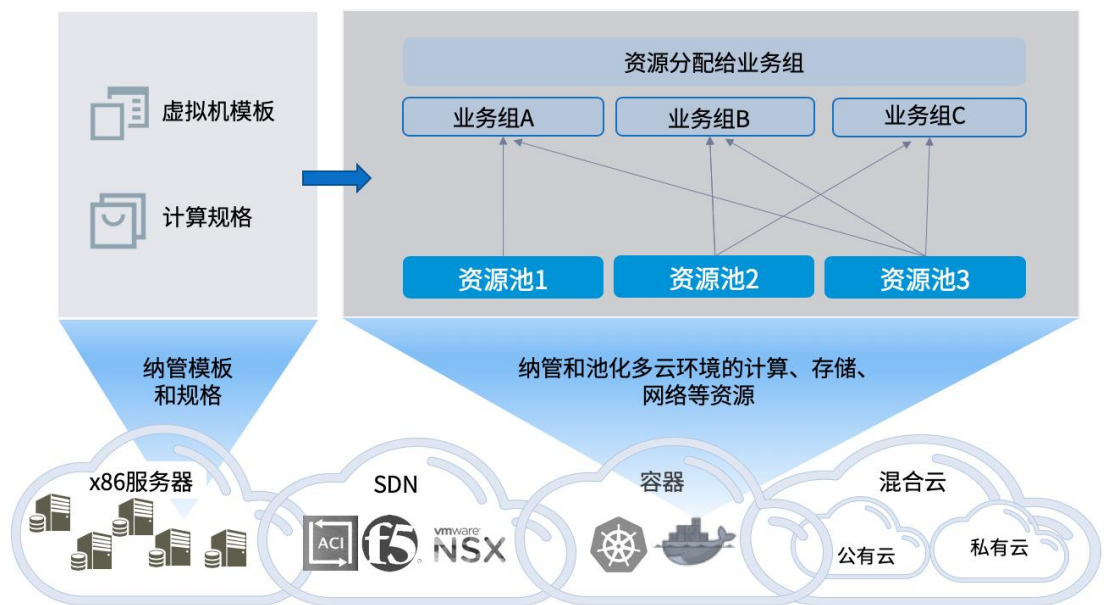 资源分配给业务组
虚拟机模板
业务组A
业务组B
业务组C
计算规格
资源池1
资源池2
资源池3
纳管模板
和规格
纳管和池化多云环境的计算、存储、
网络等资源
x86服务器
SDN
容器
混合云
ACI
f5
vmware
NSX
公有云
私有云